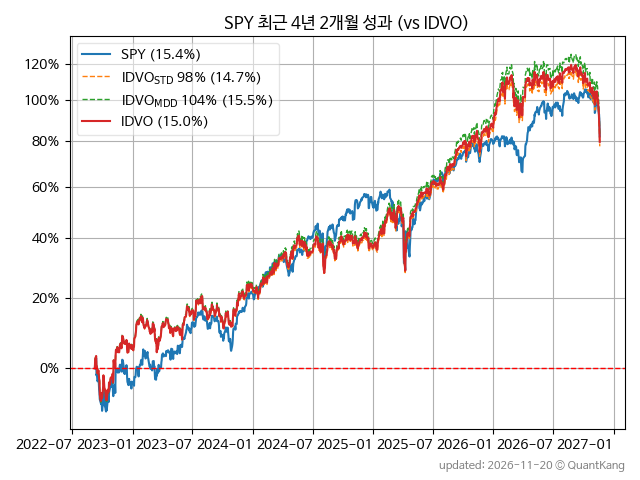 SPY 최근 4년 2개월 성과 (vs IDVO)
SPY (15.4%)
IDVO_STD 98% (14.7%)
IDVO_MDD 104% (15.5%)
IDVO (15.0%)
120%
100%
80%
60%
40%
20%
0%
2022-07 2023-01 2023-07 2024-01 2024-07 2025-01 2025-07 2026-01 2026-07 2027-01
updated: 2026-11-20 © QuantKang